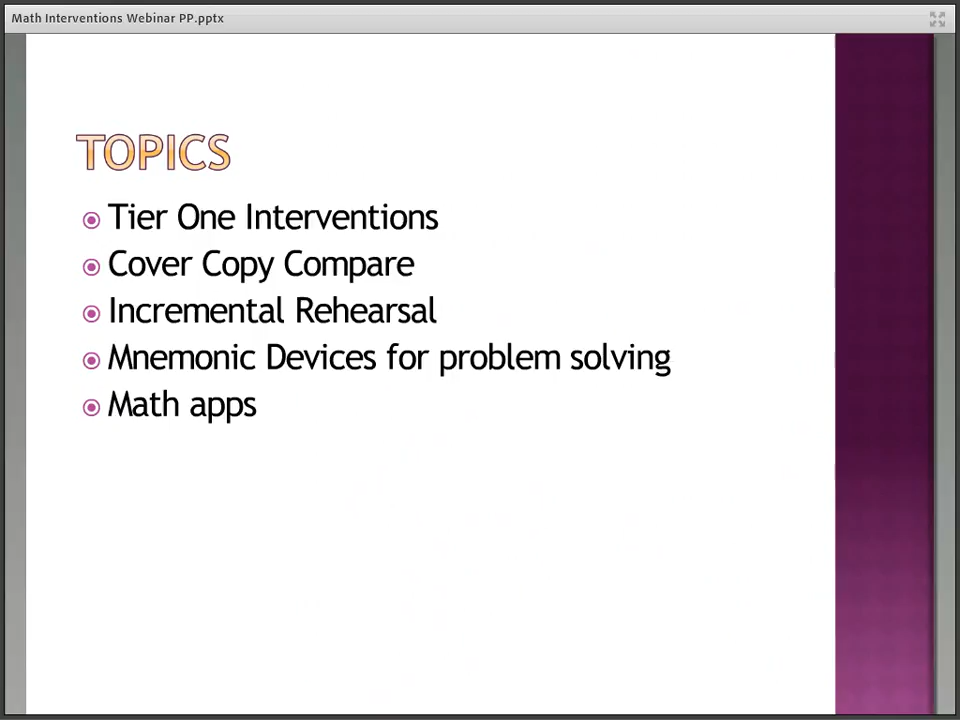 Math Interventions Webinar PP.pptx
TOPICS
Tier One Interventions
Cover Copy Compare
Incremental Rehearsal
Mnemonic Devices for problem solving
Math apps